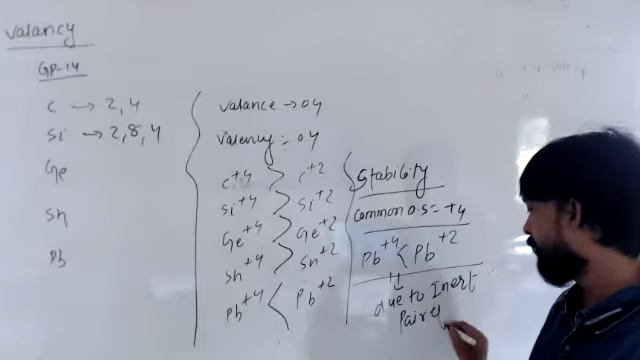 Valancy
GP-14
C → 2, 4
Si → 2, 8, 4
Ge
Sn
Pb
Valance → 04
Valency = 04
C+4 > C+2
Si+4 > Si+2
Ge+4 > Ge+2
Sn+4 > Sn+2
Pb+4 < Pb+2
Stability
Common O.S = +4
Pb+4 < Pb+2
due to Inert
Pair e